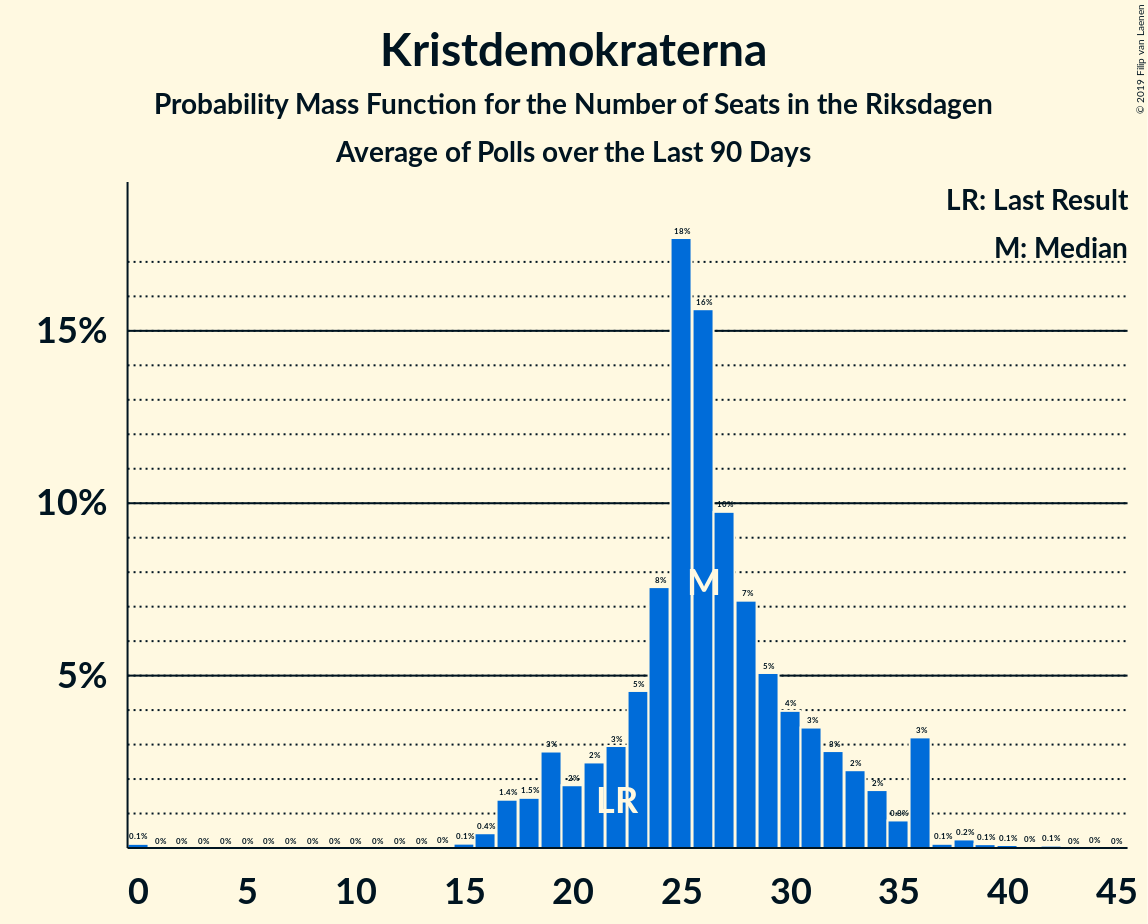 Kristdemokraterna
Probability Mass Function for the Number of Seats in the Riksdagen
Average of Polls over the Last 90 Days
© 2019 Filip van Laenen
LR: Last Result
M: Median
15%
10%
5%
0.1% 0% 0% 0% 0% 0% 0% 0% 0% 0% 0% 0% 0% 0% 0% 0.1% 0.4% 1.4% 1.5% 3% 2% 2% 3% 5% 8% 18% 16% 10% 7% 5% 4% 3% 3% 2% 2% 0.8% 3% 0.1% 0.2% 0.1% 0.1% 0% 0.1% 0% 0% 0%
M
LR
0 5 10 15 20 25 30 35 40 45